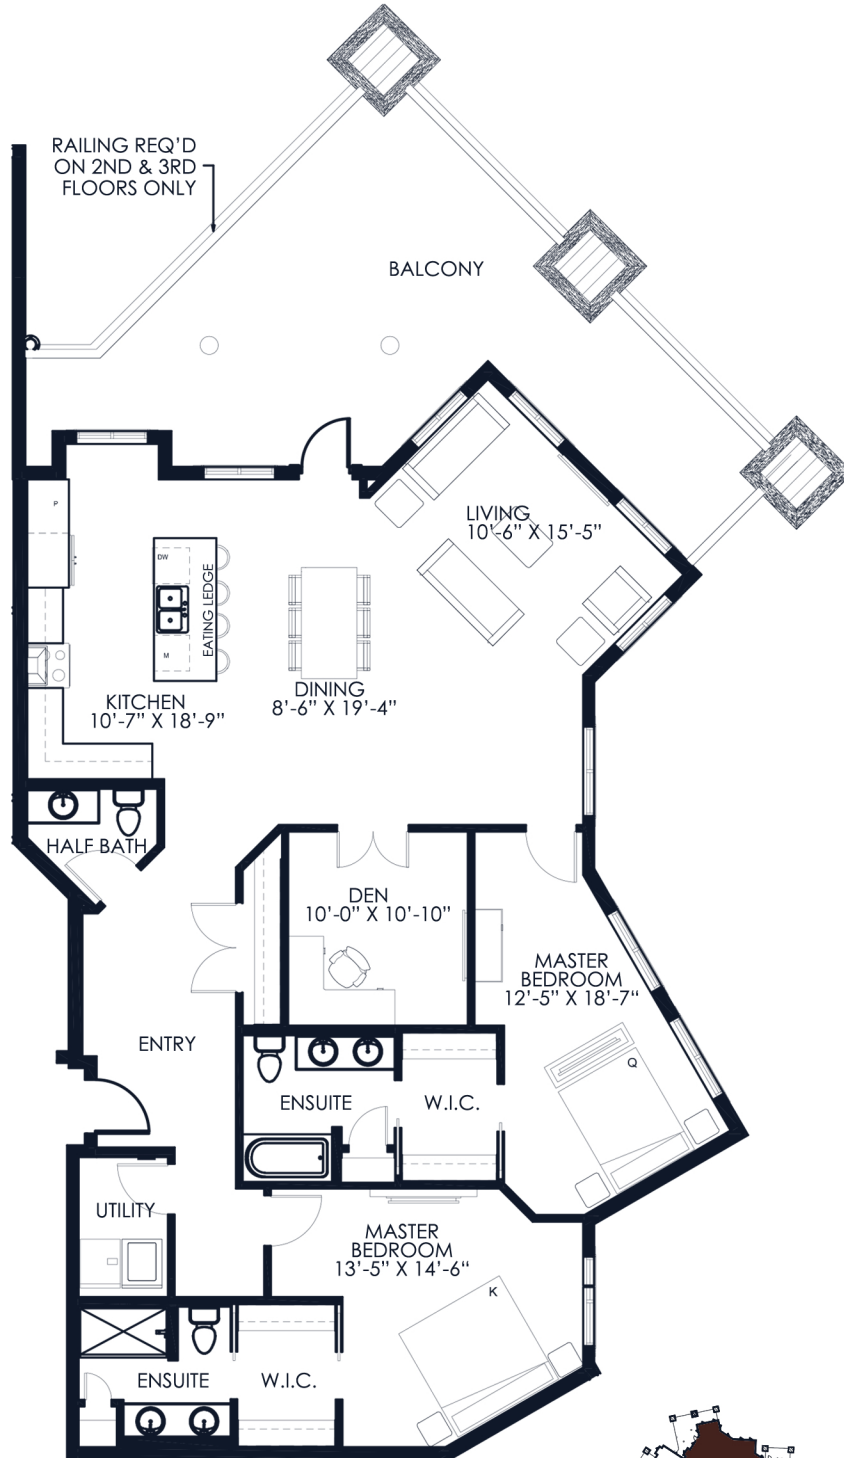 RAILING REQ'D
ON 2ND & 3RD
FLOORS ONLY
BALCONY
LIVING
10'-6" X 15'-5"
P
DW
EATING LEDGE
M
KITCHEN
10'-7" X 18'-9"
DINING
8'-6" X 19'-4"
HALF BATH
DEN
10'-0" X 10'-10"
MASTER
BEDROOM
12'-5" X 18'-7"
ENTRY
Q
ENSUITE
W.I.C.
UTILITY
MASTER
BEDROOM
13'-5" X 14'-6"
K
ENSUITE
W.I.C.